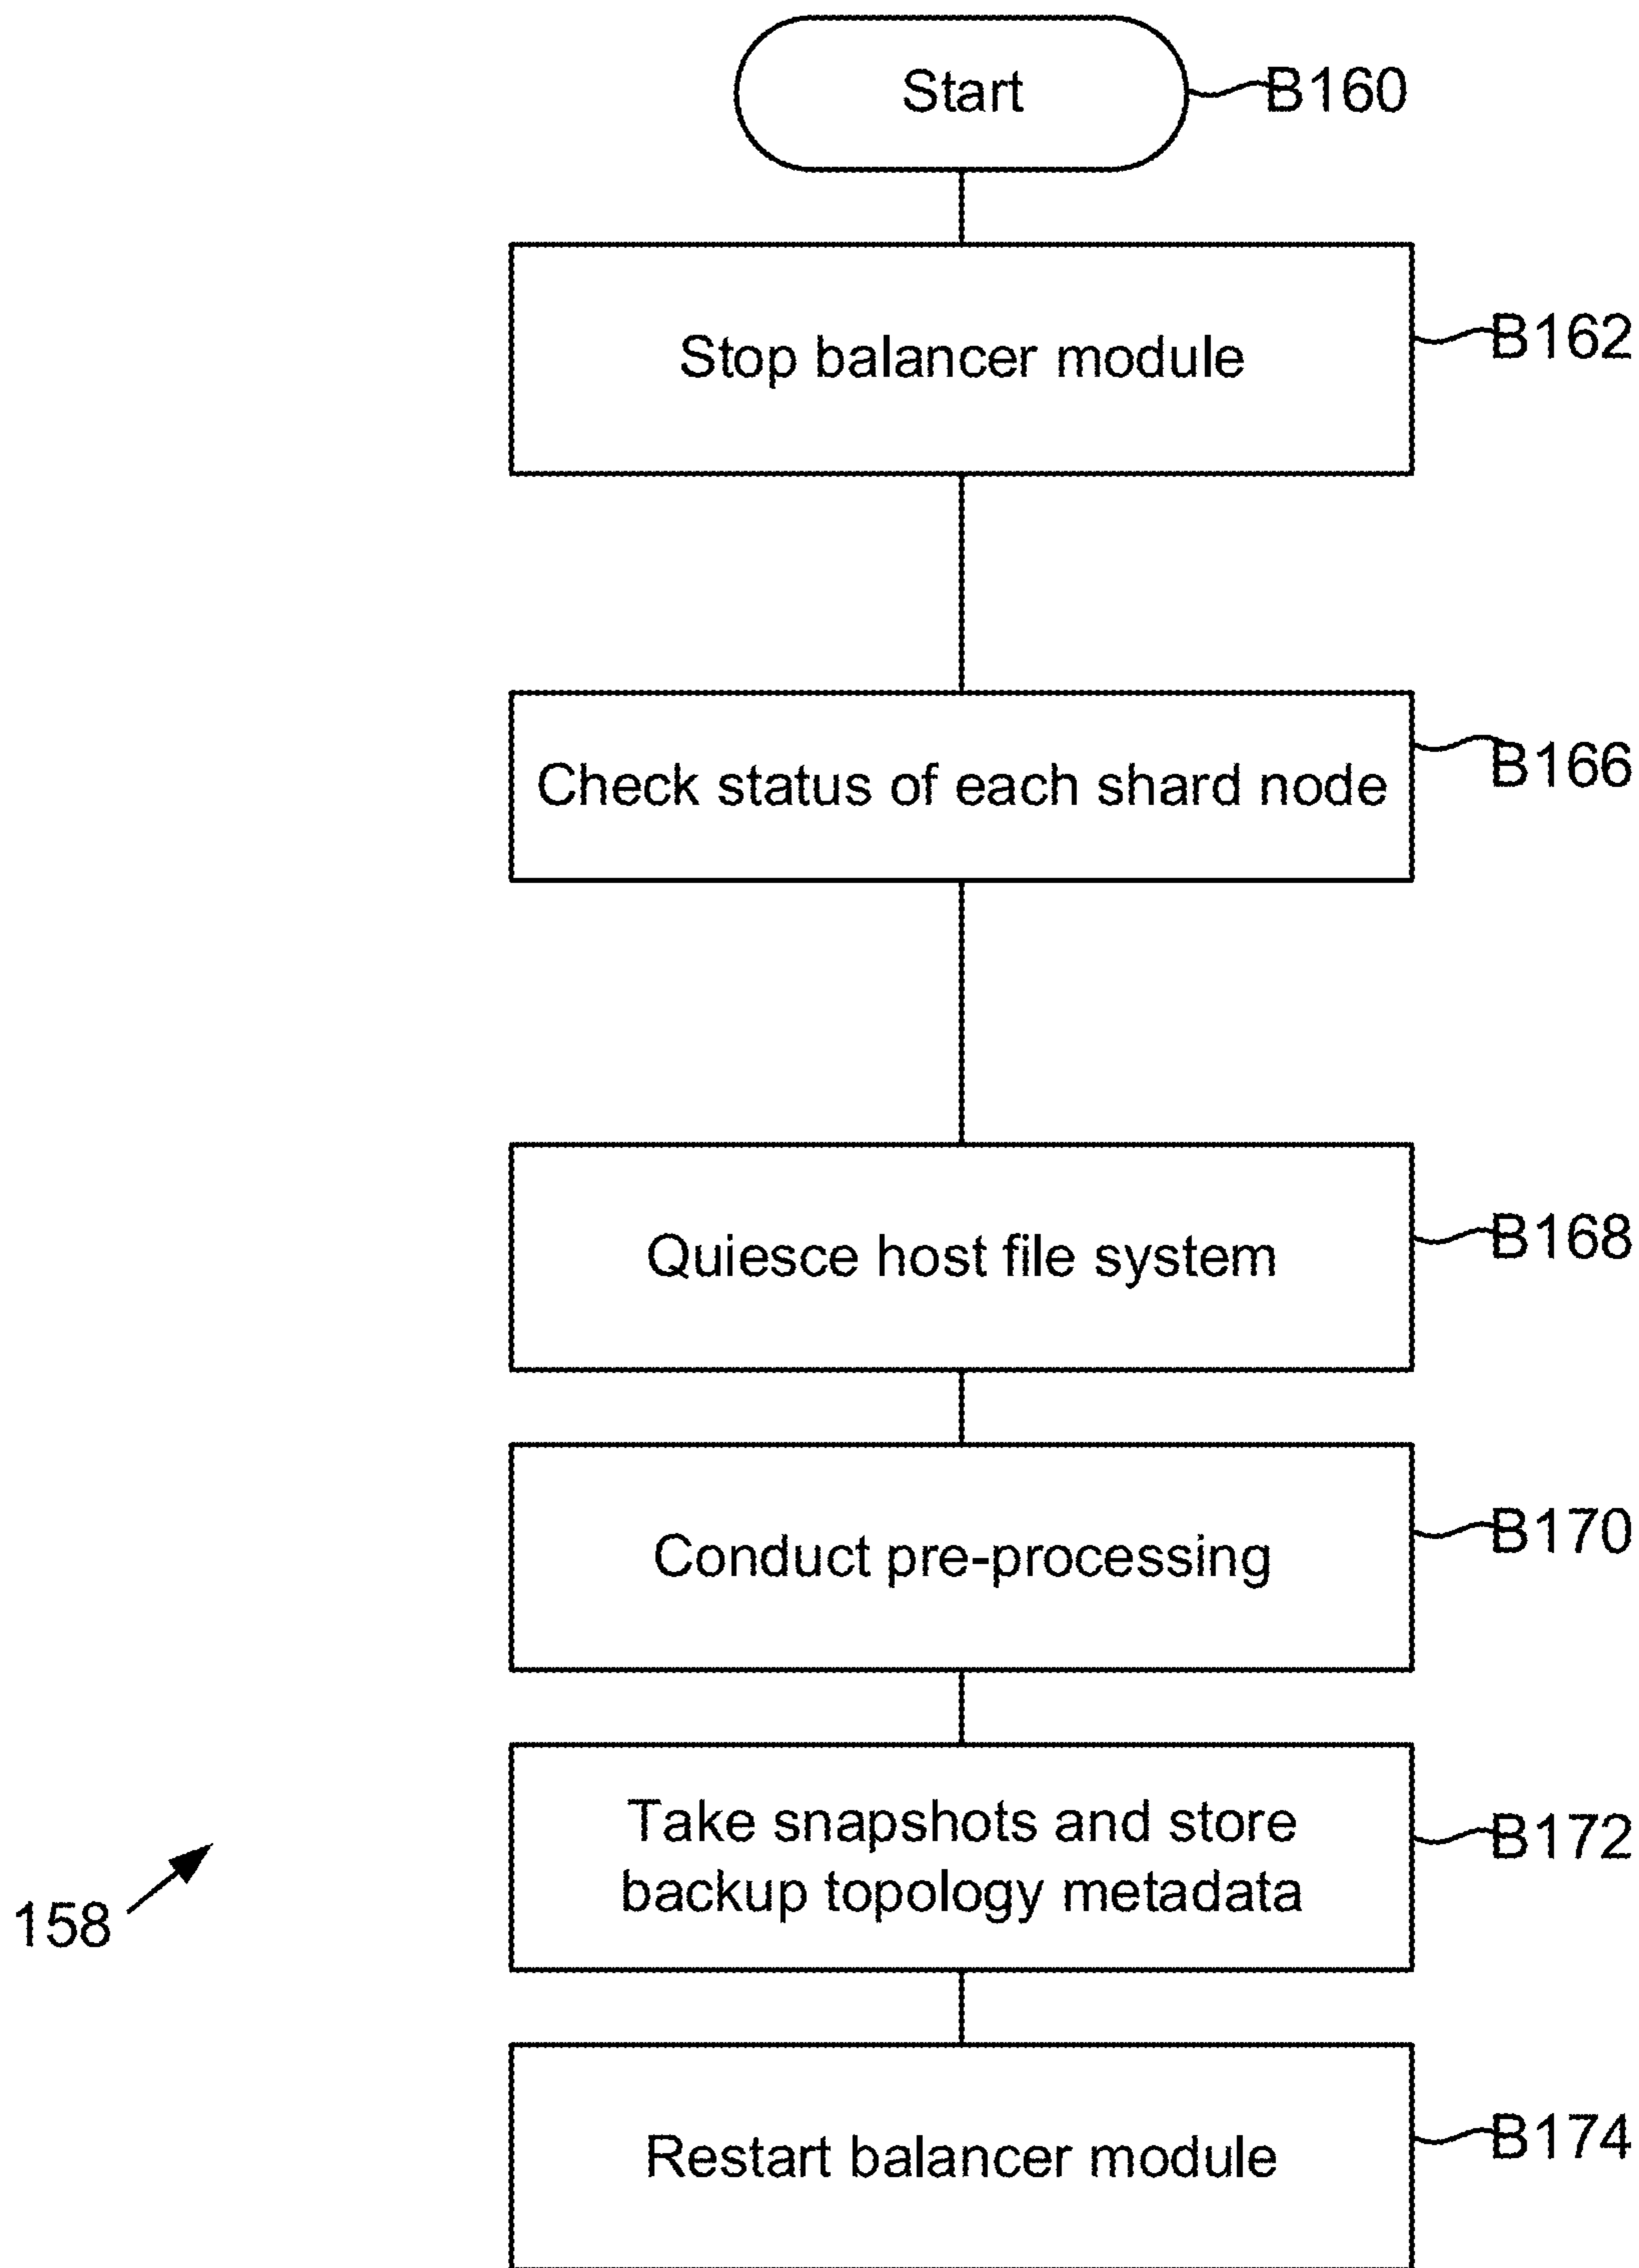 Start
B160
Stop balancer module
B162
Check status of each shard node
B166
Quiesce host file system
B168
Conduct pre-processing
B170
Take snapshots and store
backup topology metadata
B172
158
Restart balancer module
B174